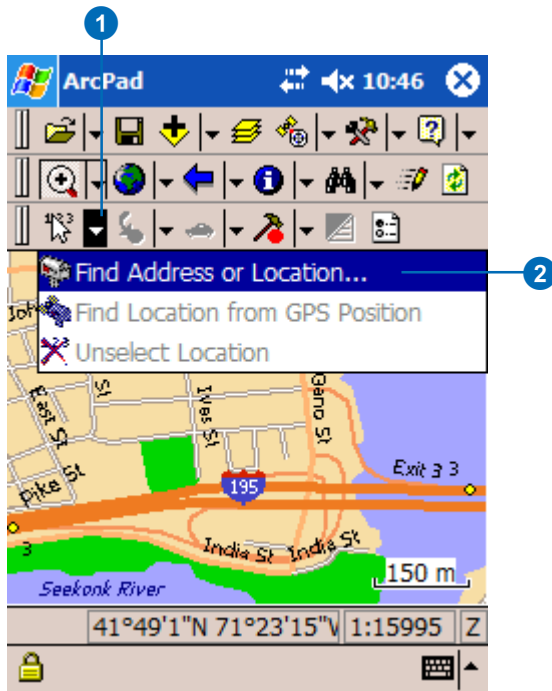 1
ArcPad 10:46
Find Address or Location...
2
Find Location from GPS Position
Unselect Location
East St
St
Ives St
Gano St
Pike St
195
Exit 3 3
3
India St India St
150 m
Seekonk River
41°49'1"N 71°23'15"V 1:15995 Z